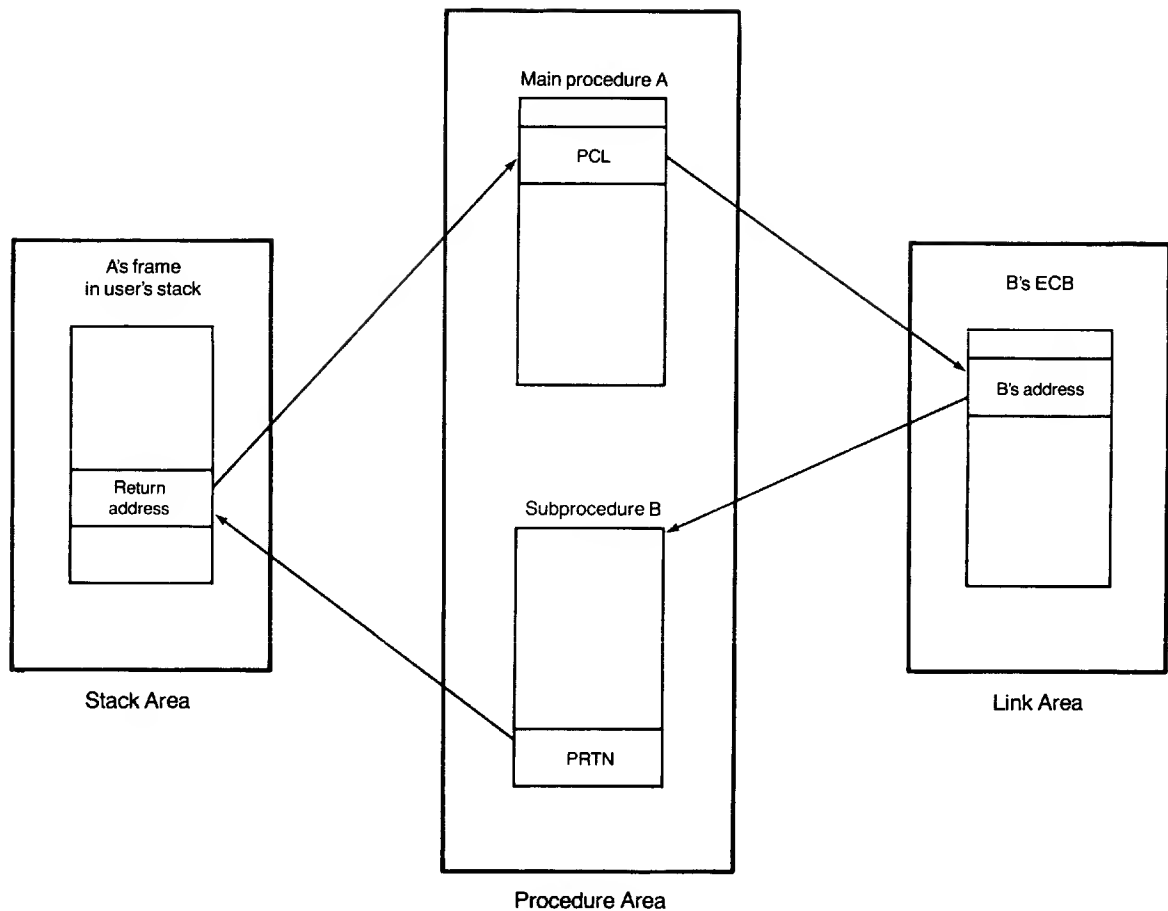 Main procedure A
PCL
A's frame
in user's stack
Return
address
Stack Area
Subprocedure B
PRTN
Procedure Area
B's ECB
B's address
Link Area